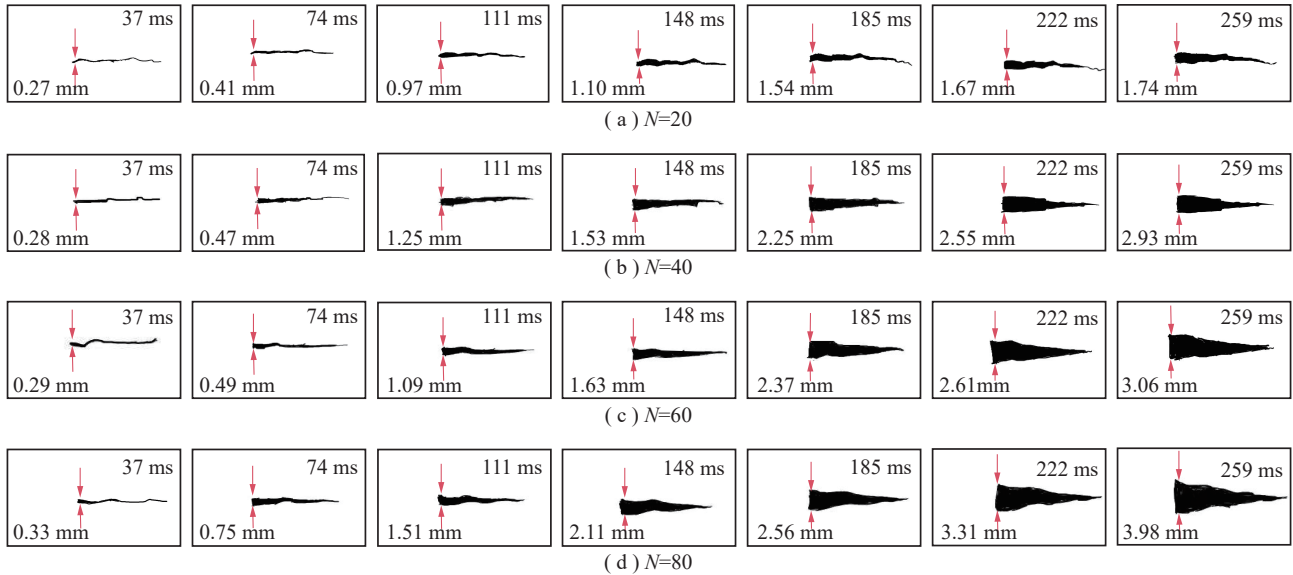 37 ms 74 ms 111 ms 148 ms 185 ms 222 ms 259 ms
0.27 mm 0.41 mm 0.97 mm 1.10 mm 1.54 mm 1.67 mm 1.74 mm
( a ) N=20
37 ms 74 ms 111 ms 148 ms 185 ms 222 ms 259 ms
0.28 mm 0.47 mm 1.25 mm 1.53 mm 2.25 mm 2.55 mm 2.93 mm
( b ) N=40
37 ms 74 ms 111 ms 148 ms 185 ms 222 ms 259 ms
0.29 mm 0.49 mm 1.09 mm 1.63 mm 2.37 mm 2.61mm 3.06 mm
( c ) N=60
37 ms 74 ms 111 ms 148 ms 185 ms 222 ms 259 ms
0.33 mm 0.75 mm 1.51 mm 2.11 mm 2.56 mm 3.31 mm 3.98 mm
( d ) N=80